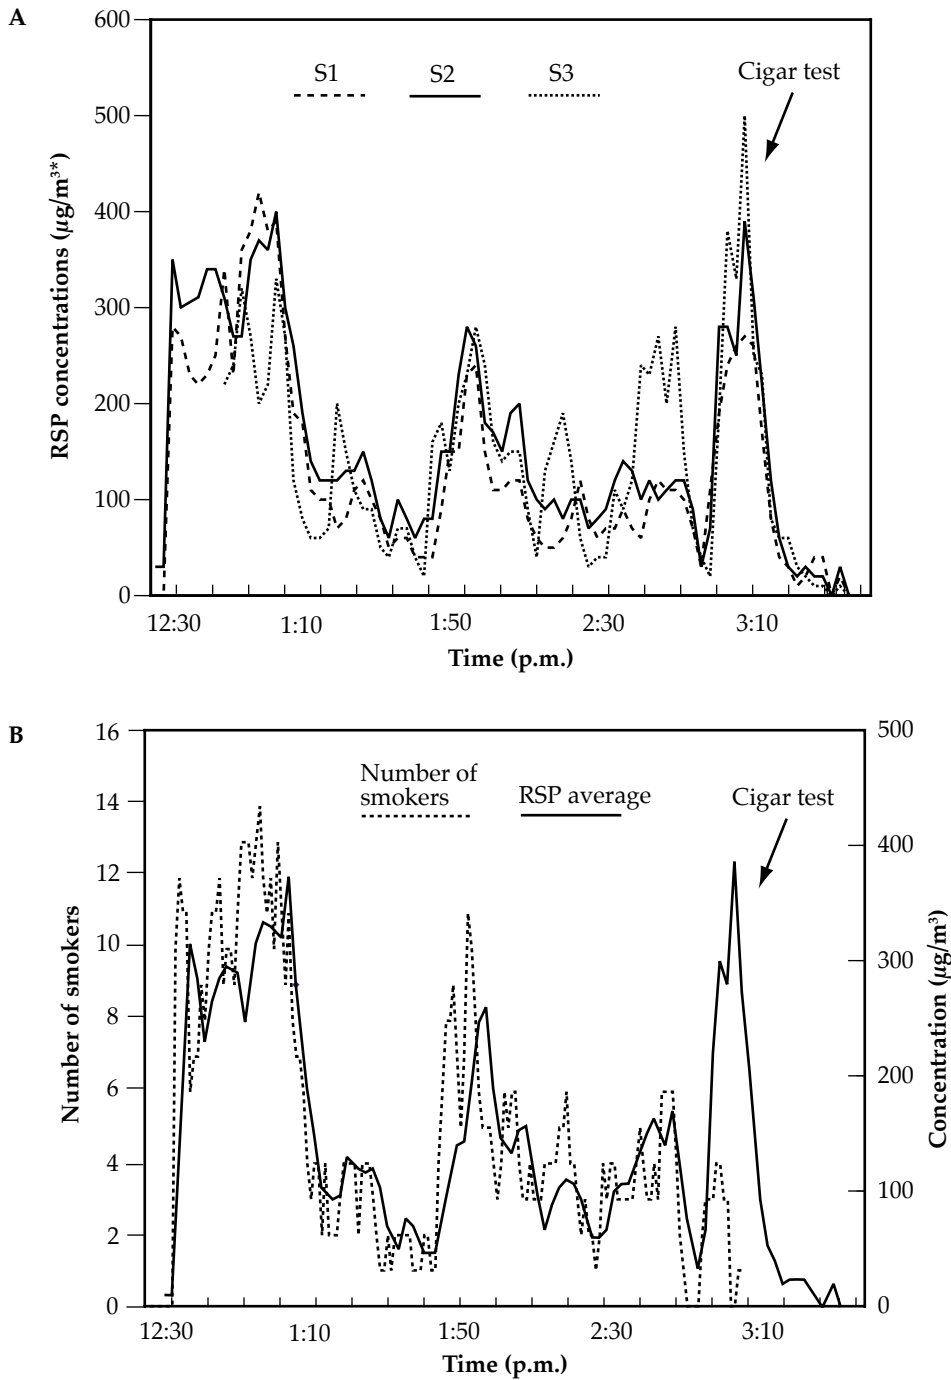 A
600
500
400
300
200
100
0
RSP concentrations (µg/m³*)
S1 S2 S3
Cigar test
12:30 1:10 1:50 2:30 3:10
Time (p.m.)
B
16
14
12
10
8
6
4
2
0
Number of smokers
Number of
smokers
RSP average
Cigar test
500
400
300
200
100
0
Concentration (µg/m³)
12:30 1:10 1:50 2:30 3:10
Time (p.m.)